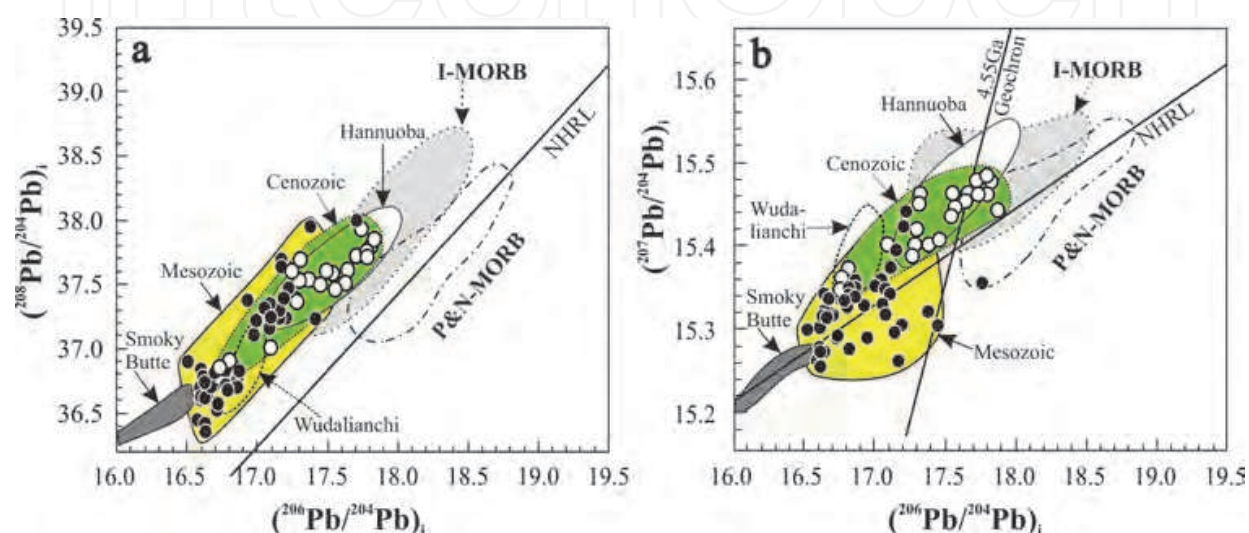 a
39.5
39.0
38.5
38.0
37.5
37.0
36.5
(²⁰⁸Pb/²⁰⁴Pb)ᵢ
I-MORB
Hannuoba
NHRL
Cenozoic
P&N-MORB
Mesozoic
Smoky
Butte
Wudalianchi
16.0 16.5 17.0 17.5 18.0 18.5 19.0 19.5
(²⁰⁶Pb/²⁰⁴Pb)ᵢ
b
15.6
15.5
15.4
15.3
15.2
(²⁰⁷Pb/²⁰⁴Pb)ᵢ
4.55Ga
Geochron
I-MORB
Hannuoba
NHRL
Cenozoic
Wuda-
lianchi
P&N-MORB
Smoky
Butte
Mesozoic
16.0 16.5 17.0 17.5 18.0 18.5 19.0 19.5
(²⁰⁶Pb/²⁰⁴Pb)ᵢ